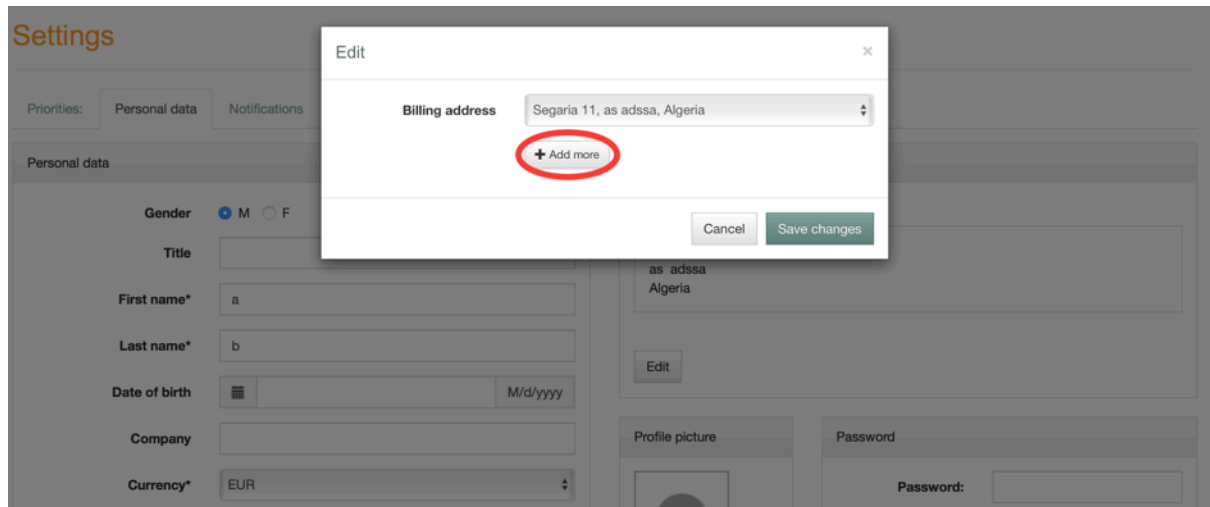 Settings
Edit
×
Billing address Segaria 11, as adssa, Algeria
+ Add more
Cancel Save changes
Priorities: Personal data Notifications
Personal data
Gender M F
Title
First name* a
Last name* b
Date of birth M/d/yyyy
Company
Currency* EUR
as adssa
Algeria
Edit
Profile picture
Password
Password: